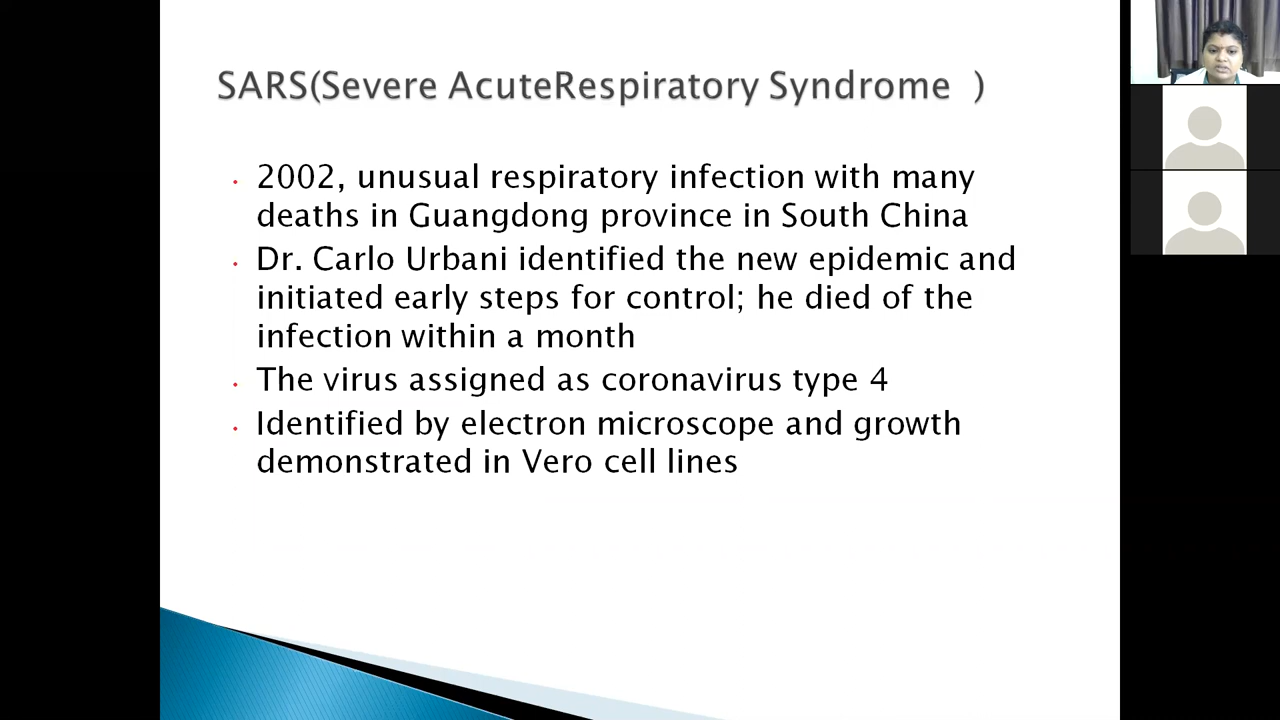 SARS(Severe AcuteRespiratory Syndrome  )
2002, unusual respiratory infection with many
deaths in Guangdong province in South China
Dr. Carlo Urbani identified the new epidemic and
initiated early steps for control; he died of the
infection within a month
The virus assigned as coronavirus type 4
Identified by electron microscope and growth
demonstrated in Vero cell lines